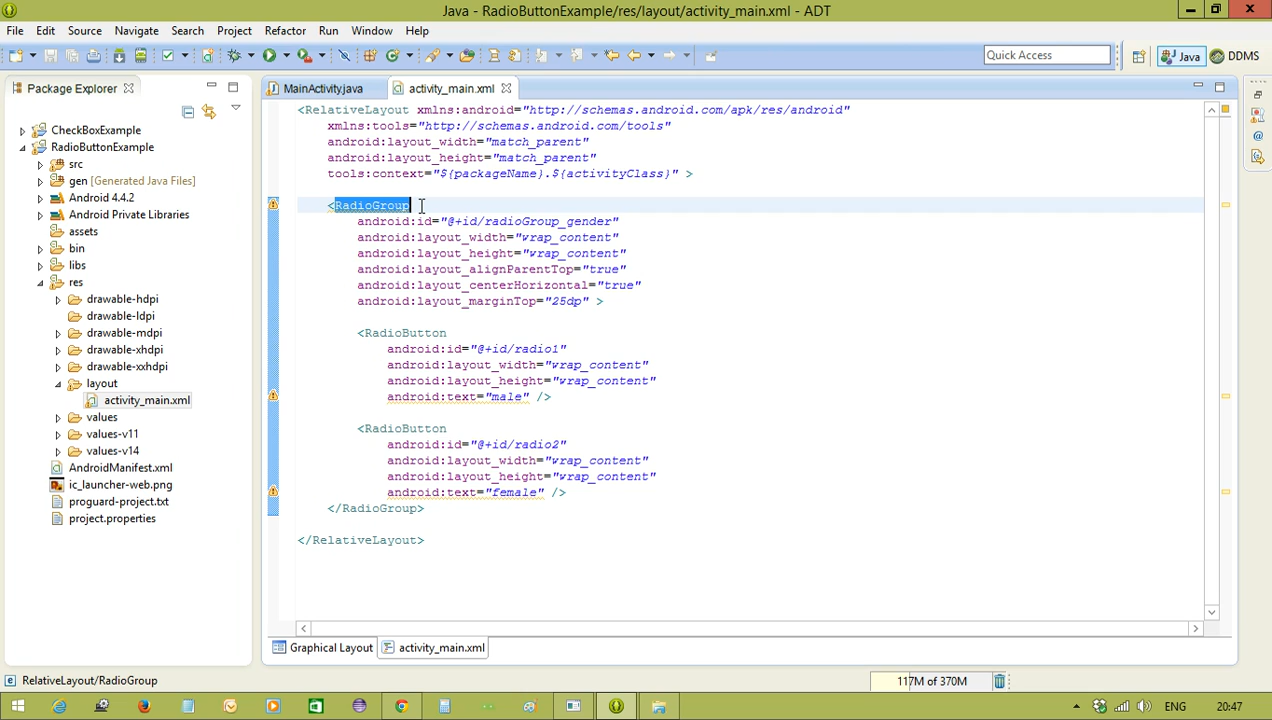 Java - RadioButtonExample/res/layout/activity_main.xml - ADT
File Edit Source Navigate Search Project Refactor Run Window Help
Quick Access
Java
DDMS
Package Explorer
MainActivity.java
activity_main.xml
CheckBoxExample
RadioButtonExample
src
gen [Generated Java Files]
Android 4.4.2
Android Private Libraries
assets
bin
libs
res
drawable-hdpi
drawable-ldpi
drawable-mdpi
drawable-xhdpi
drawable-xxhdpi
layout
activity_main.xml
values
values-v11
values-v14
AndroidManifest.xml
ic_launcher-web.png
proguard-project.txt
project.properties
<RelativeLayout xmlns:android="http://schemas.android.com/apk/res/android"
xmlns:tools="http://schemas.android.com/tools"
android:layout_width="match_parent"
android:layout_height="match_parent"
tools:context="${packageName}.${activityClass}" >
<RadioGroup
android:id="@+id/radioGroup_gender"
android:layout_width="wrap_content"
android:layout_height="wrap_content"
android:layout_alignParentTop="true"
android:layout_centerHorizontal="true"
android:layout_marginTop="25dp" >
<RadioButton
android:id="@+id/radio1"
android:layout_width="wrap_content"
android:layout_height="wrap_content"
android:text="male" />
<RadioButton
android:id="@+id/radio2"
android:layout_width="wrap_content"
android:layout_height="wrap_content"
android:text="female" />
</RadioGroup>
</RelativeLayout>
Graphical Layout
activity_main.xml
RelativeLayout/RadioGroup
117M of 370M
ENG
20:47